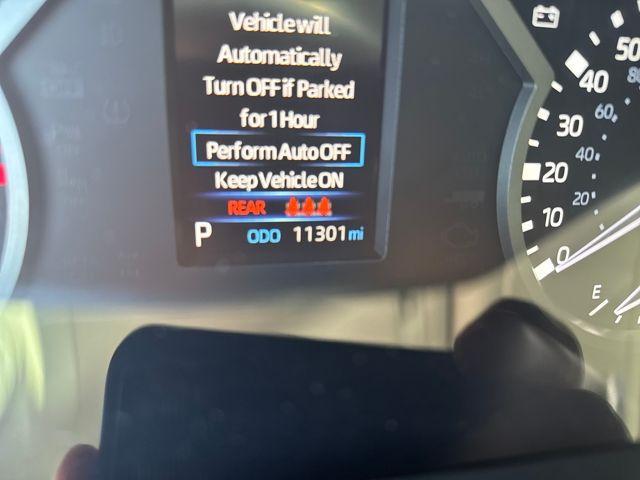 Vehicle will
Automatically
Turn OFF if Parked
for 1 Hour
Perform Auto OFF
Keep Vehicle ON
REAR
P ODO 11301 mi
50
40
30
20
10
0
80
60
40
20
E